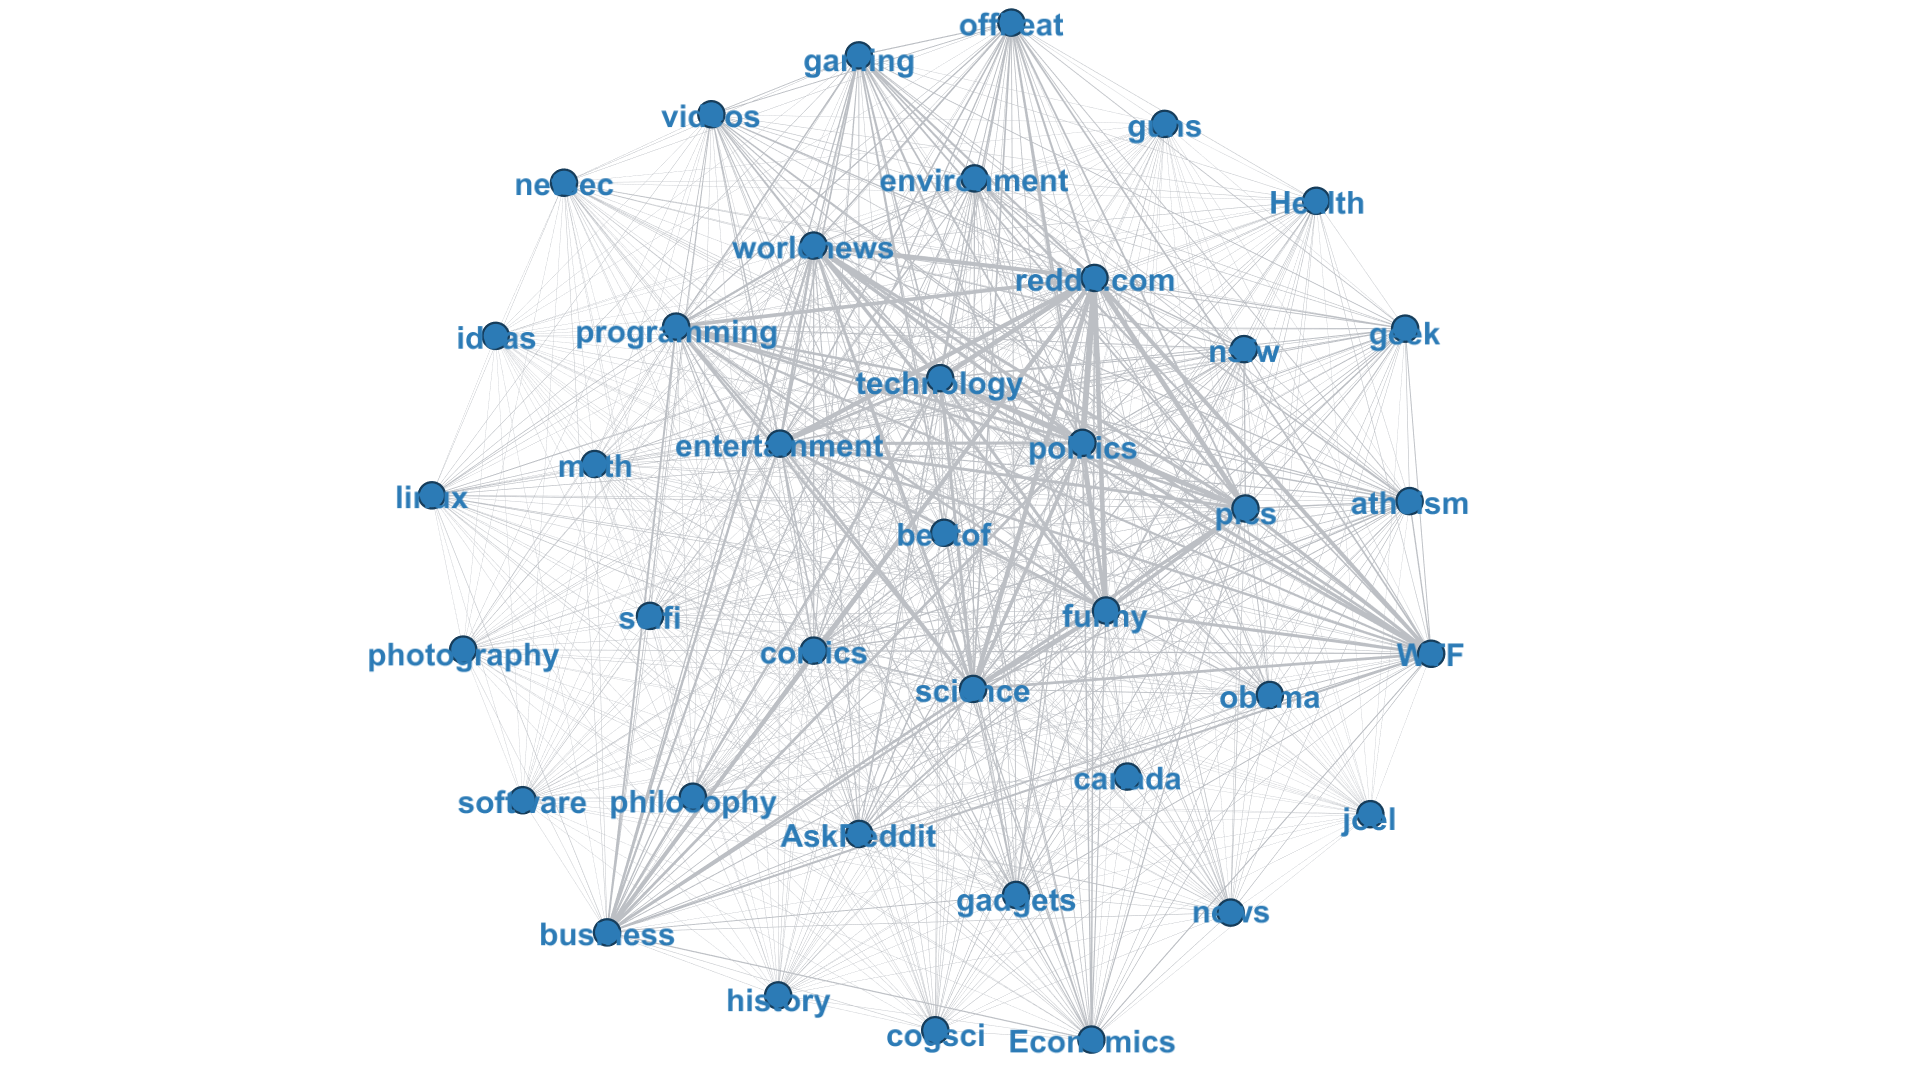 offbeat
gaming
videos
guns
netsec
environment
Health
worldnews
reddit.com
ideas
programming
nsfw
geek
technology
entertainment
politics
math
linux
pics
atheism
bestof
scifi
funny
photography
comics
WTF
science
obama
canada
software
philosophy
joel
AskReddit
gadgets
news
business
history
cogsci
Economics